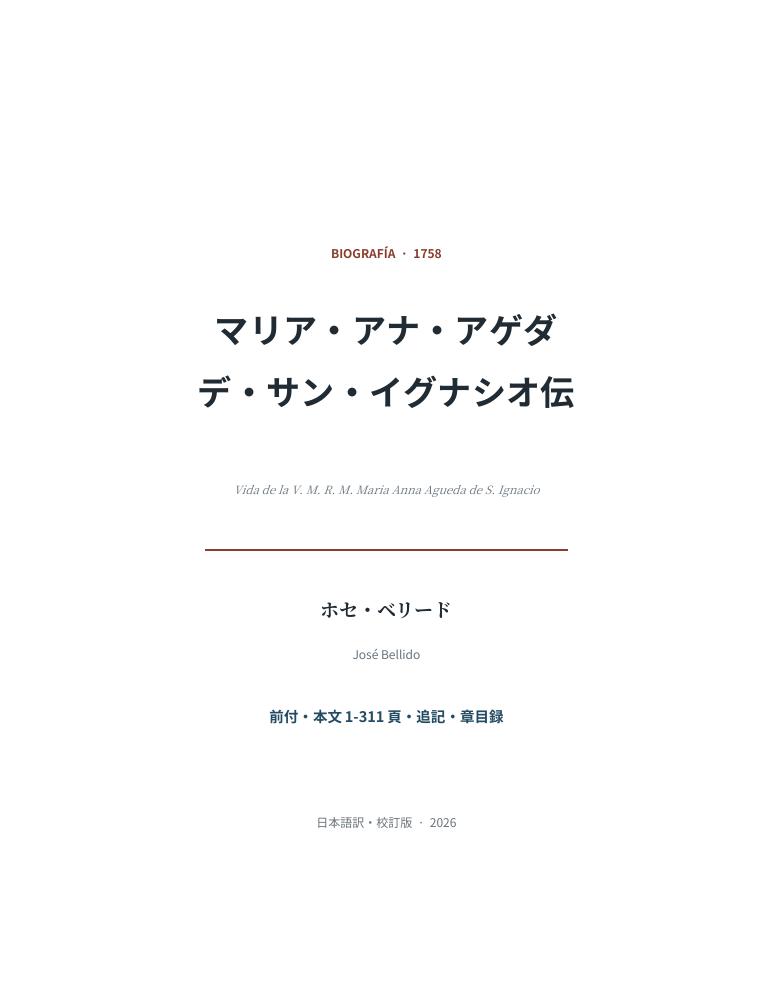 BIOGRAFÍA · 1758
マリア・アナ・アゲダ
デ・サン・イグナシオ伝
Vida de la V. M. R. M. Maria Anna Agueda de S. Ignacio
ホセ・ベリード
José Bellido
前付・本文 1-311 頁・追記・章目録
日本語訳・校訂版 · 2026